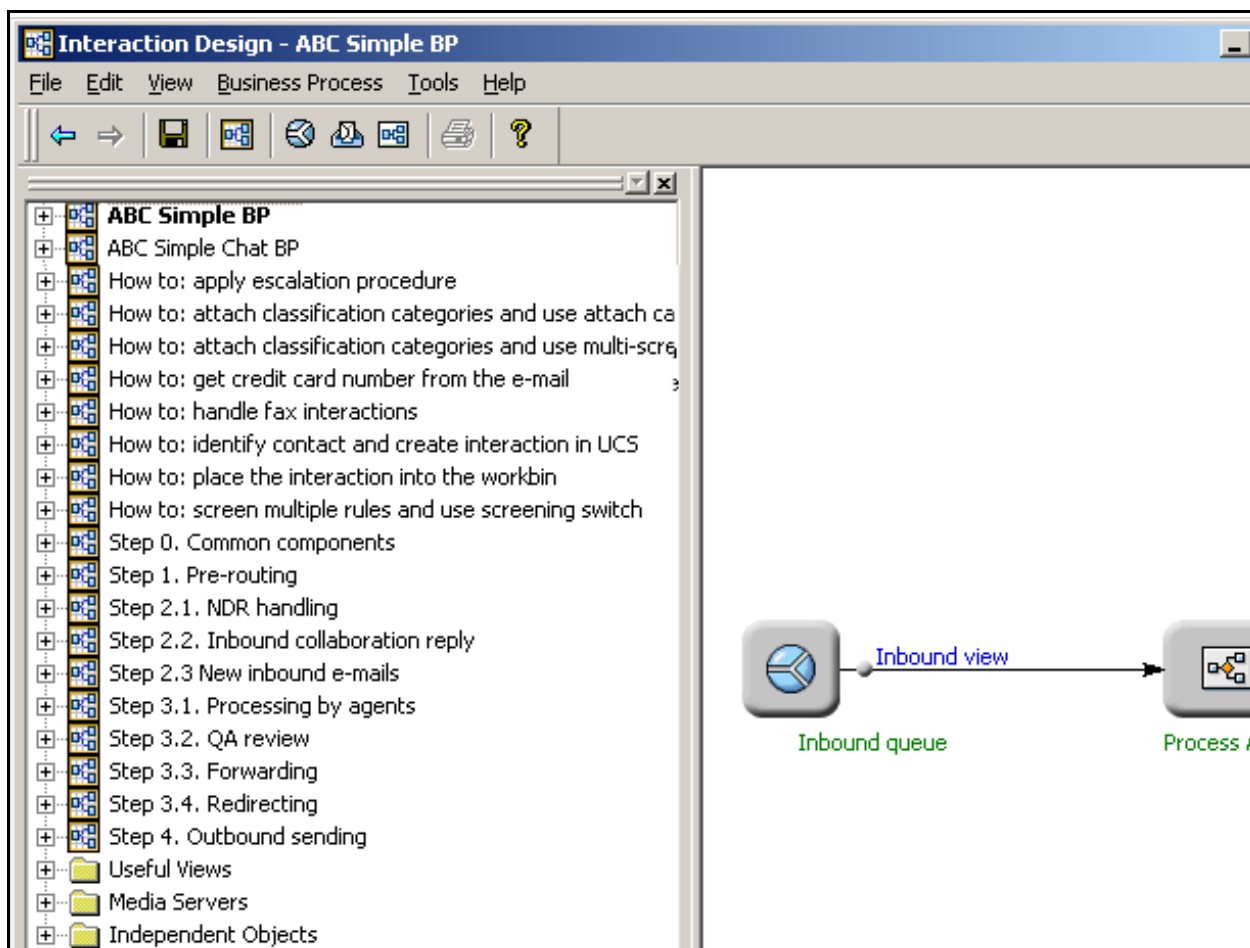 Interaction Design - ABC Simple BP
File Edit View Business Process Tools Help
ABC Simple BP
ABC Simple Chat BP
How to: apply escalation procedure
How to: attach classification categories and use attach ca
How to: attach classification categories and use multi-scre
How to: get credit card number from the e-mail
How to: handle fax interactions
How to: identify contact and create interaction in UCS
How to: place the interaction into the workbin
How to: screen multiple rules and use screening switch
Step 0. Common components
Step 1. Pre-routing
Step 2.1. NDR handling
Step 2.2. Inbound collaboration reply
Step 2.3 New inbound e-mails
Step 3.1. Processing by agents
Step 3.2. QA review
Step 3.3. Forwarding
Step 3.4. Redirecting
Step 4. Outbound sending
Useful Views
Media Servers
Independent Objects
Inbound view
Inbound queue
Process